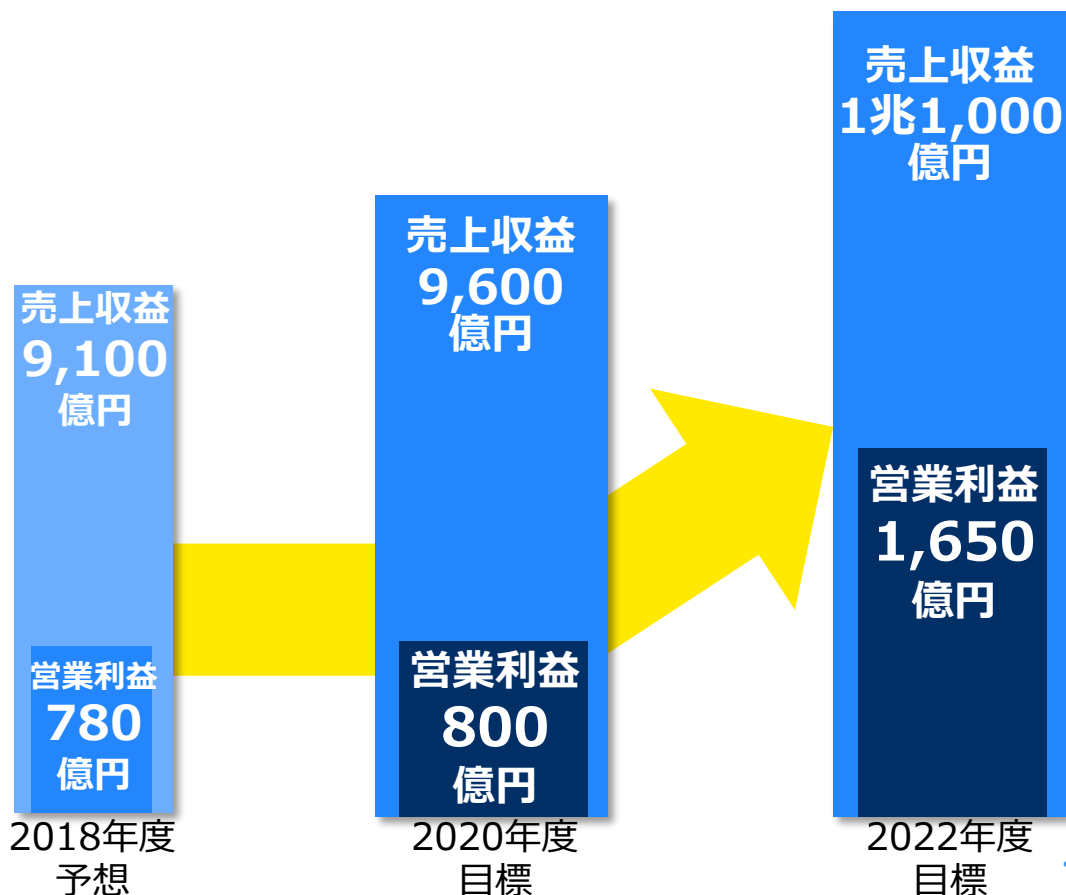 売上収益
9,100
億円
営業利益
780
億円
2018年度
予想
売上収益
9,600
億円
営業利益
800
億円
2020年度
目標
売上収益
1兆1,000
億円
営業利益
1,650
億円
2022年度
目標